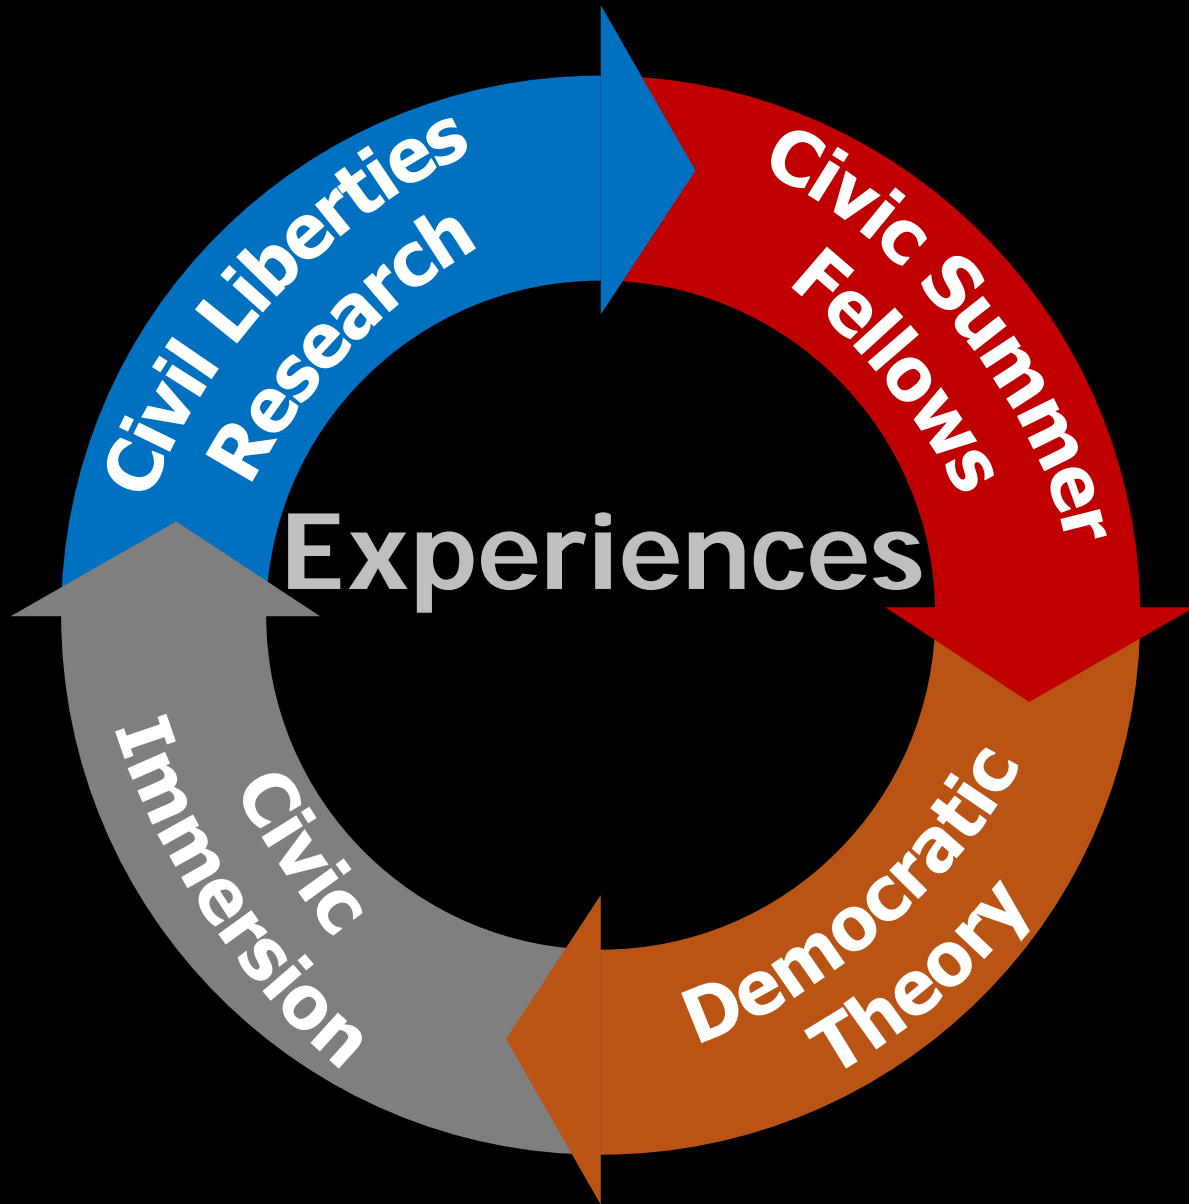 Civil Liberties
Research
Civic Summer
Fellows
Experiences
Democratic
Theory
Civic
Immersion